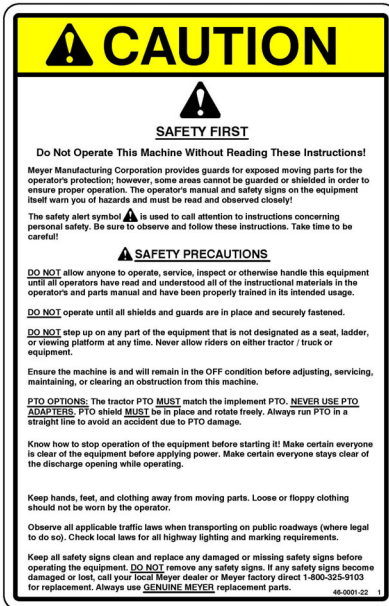 CAUTION
SAFETY FIRST
Do Not Operate This Machine Without Reading These Instructions!
Meyer Manufacturing Corporation provides guards for exposed moving parts for the
operator's protection; however, some areas cannot be guarded or shielded in order to
ensure proper operation. The operator's manual and safety signs on the equipment
itself warn you of hazards and must be read and observed closely!
The safety alert symbol is used to call attention to instructions concerning
personal safety. Be sure to observe and follow these instructions. Take time to be
careful!
SAFETY PRECAUTIONS
DO NOT allow anyone to operate, service, inspect or otherwise handle this equipment
until all operators have read and understood all of the instructional materials in the
operator's and parts manual and have been properly trained in its intended usage.
DO NOT operate until all shields and guards are in place and securely fastened.
DO NOT step up on any part of the equipment that is not designated as a seat, ladder,
or viewing platform at any time. Never allow riders on either tractor / truck or
equipment.
Ensure the machine is and will remain in the OFF condition before adjusting, servicing,
maintaining, or clearing an obstruction from this machine.
PTO OPTIONS: The tractor PTO MUST match the implement PTO. NEVER USE PTO
ADAPTERS. PTO shield MUST be in place and rotate freely. Always run PTO in a
straight line to avoid an accident due to PTO damage.
Know how to stop operation of the equipment before starting it! Make certain everyone
is clear of the equipment before applying power. Make certain everyone stays clear of
the discharge opening while operating.
Keep hands, feet, and clothing away from moving parts. Loose or floppy clothing
should not be worn by the operator.
Observe all applicable traffic laws when transporting on public roadways (where legal
to do so). Check local laws for all highway lighting and marking requirements.
Keep all safety signs clean and replace any damaged or missing safety signs before
operating the equipment. DO NOT remove any safety signs. If any safety signs become
damaged or lost, call your local Meyer dealer or Meyer factory direct 1-800-325-9103
for replacement. Always use GENUINE MEYER replacement parts.
46-0001-22 1